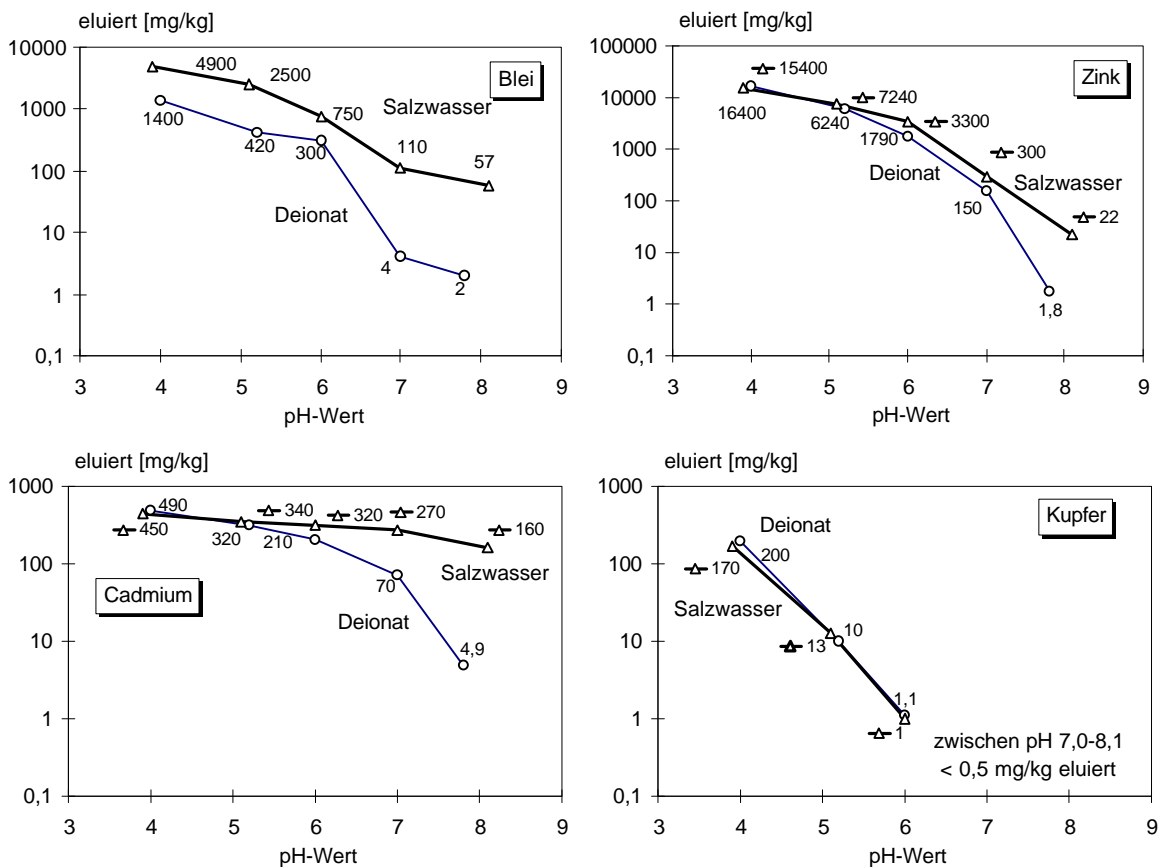 eluiert [mg/kg]
10000
1000
100
10
1
0,1
3 4 5 6 7 8 9
pH-Wert
Blei
4900 2500
Salzwasser
750
110
57
1400
420
300
Deionat
4
2
eluiert [mg/kg]
100000
10000
1000
100
10
1
0,1
3 4 5 6 7 8 9
pH-Wert
Zink
15400
7240
3300
300
Salzwasser
22
16400
6240
1790
Deionat
150
1,8
eluiert [mg/kg]
1000
100
10
1
0,1
3 4 5 6 7 8 9
pH-Wert
Cadmium
490
450
340
320
270
160
320
210
Salzwasser
70
Deionat
4,9
eluiert [mg/kg]
1000
100
10
1
0,1
3 4 5 6 7 8 9
pH-Wert
Kupfer
Deionat
200
170
Salzwasser
10
13
1,1
1
zwischen pH 7,0-8,1
< 0,5 mg/kg eluiert